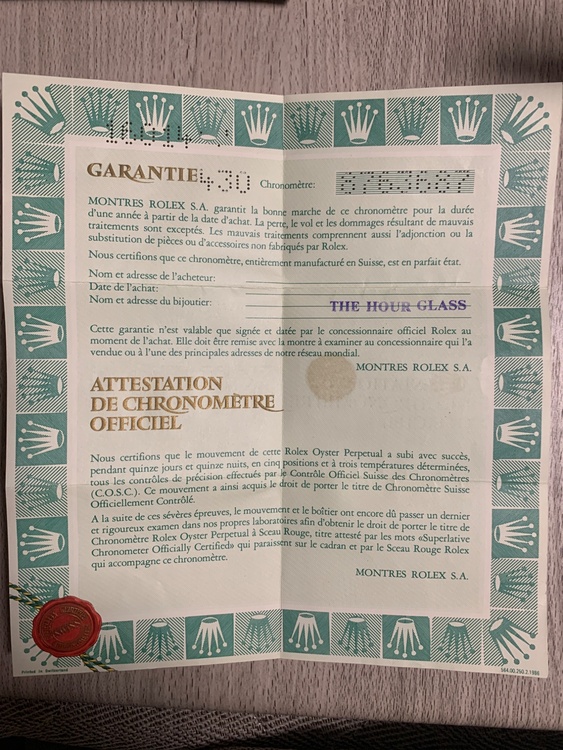 GARANTIE 430 Chronomètre:
MONTRES ROLEX S.A. garantit la bonne marche de ce chronomètre pour la durée
d'une année à partir de la date d'achat. La perte, le vol et les dommages résultant de mauvais
traitements sont exceptés. Les mauvais traitements comprennent aussi l'adjonction ou la
substitution de pièces ou d'accessoires non fabriqués par Rolex.
Nous certifions que ce chronomètre, entièrement manufacturé en Suisse, est en parfait état.
Nom et adresse de l'acheteur:
Date de l'achat:
Nom et adresse du bijoutier: THE HOUR GLASS
Cette garantie n'est valable que signée et datée par le concessionnaire officiel Rolex au
moment de l'achat. Elle doit être remise avec la montre à examiner au concessionnaire qui l'a
vendue ou à l'une des principales adresses de notre réseau mondial.
MONTRES ROLEX S.A.
ATTESTATION
DE CHRONOMÈTRE
OFFICIEL
Nous certifions que le mouvement de cette Rolex Oyster Perpetual a subi avec succès,
pendant quinze jours et quinze nuits, en cinq positions et à trois températures déterminées,
tous les contrôles de précision effectués par le Contrôle Officiel Suisse des Chronomètres
(C.O.S.C.). Ce mouvement a ainsi acquis le droit de porter le titre de Chronomètre Suisse
Officiellement Contrôlé.
A la suite de ces sévères épreuves, le mouvement et le boîtier ont encore dû passer un dernier
et rigoureux examen dans nos propres laboratoires afin d'obtenir le droit de porter le titre de
Chronomètre Rolex Oyster Perpetual à Sceau Rouge, titre attesté par les mots «Superlative
Chronometer Officially Certified» qui paraissent sur le cadran et par le Sceau Rouge Rolex
qui accompagne ce chronomètre.
MONTRES ROLEX S.A.
Printed in Switzerland
564.00.250.2.1988